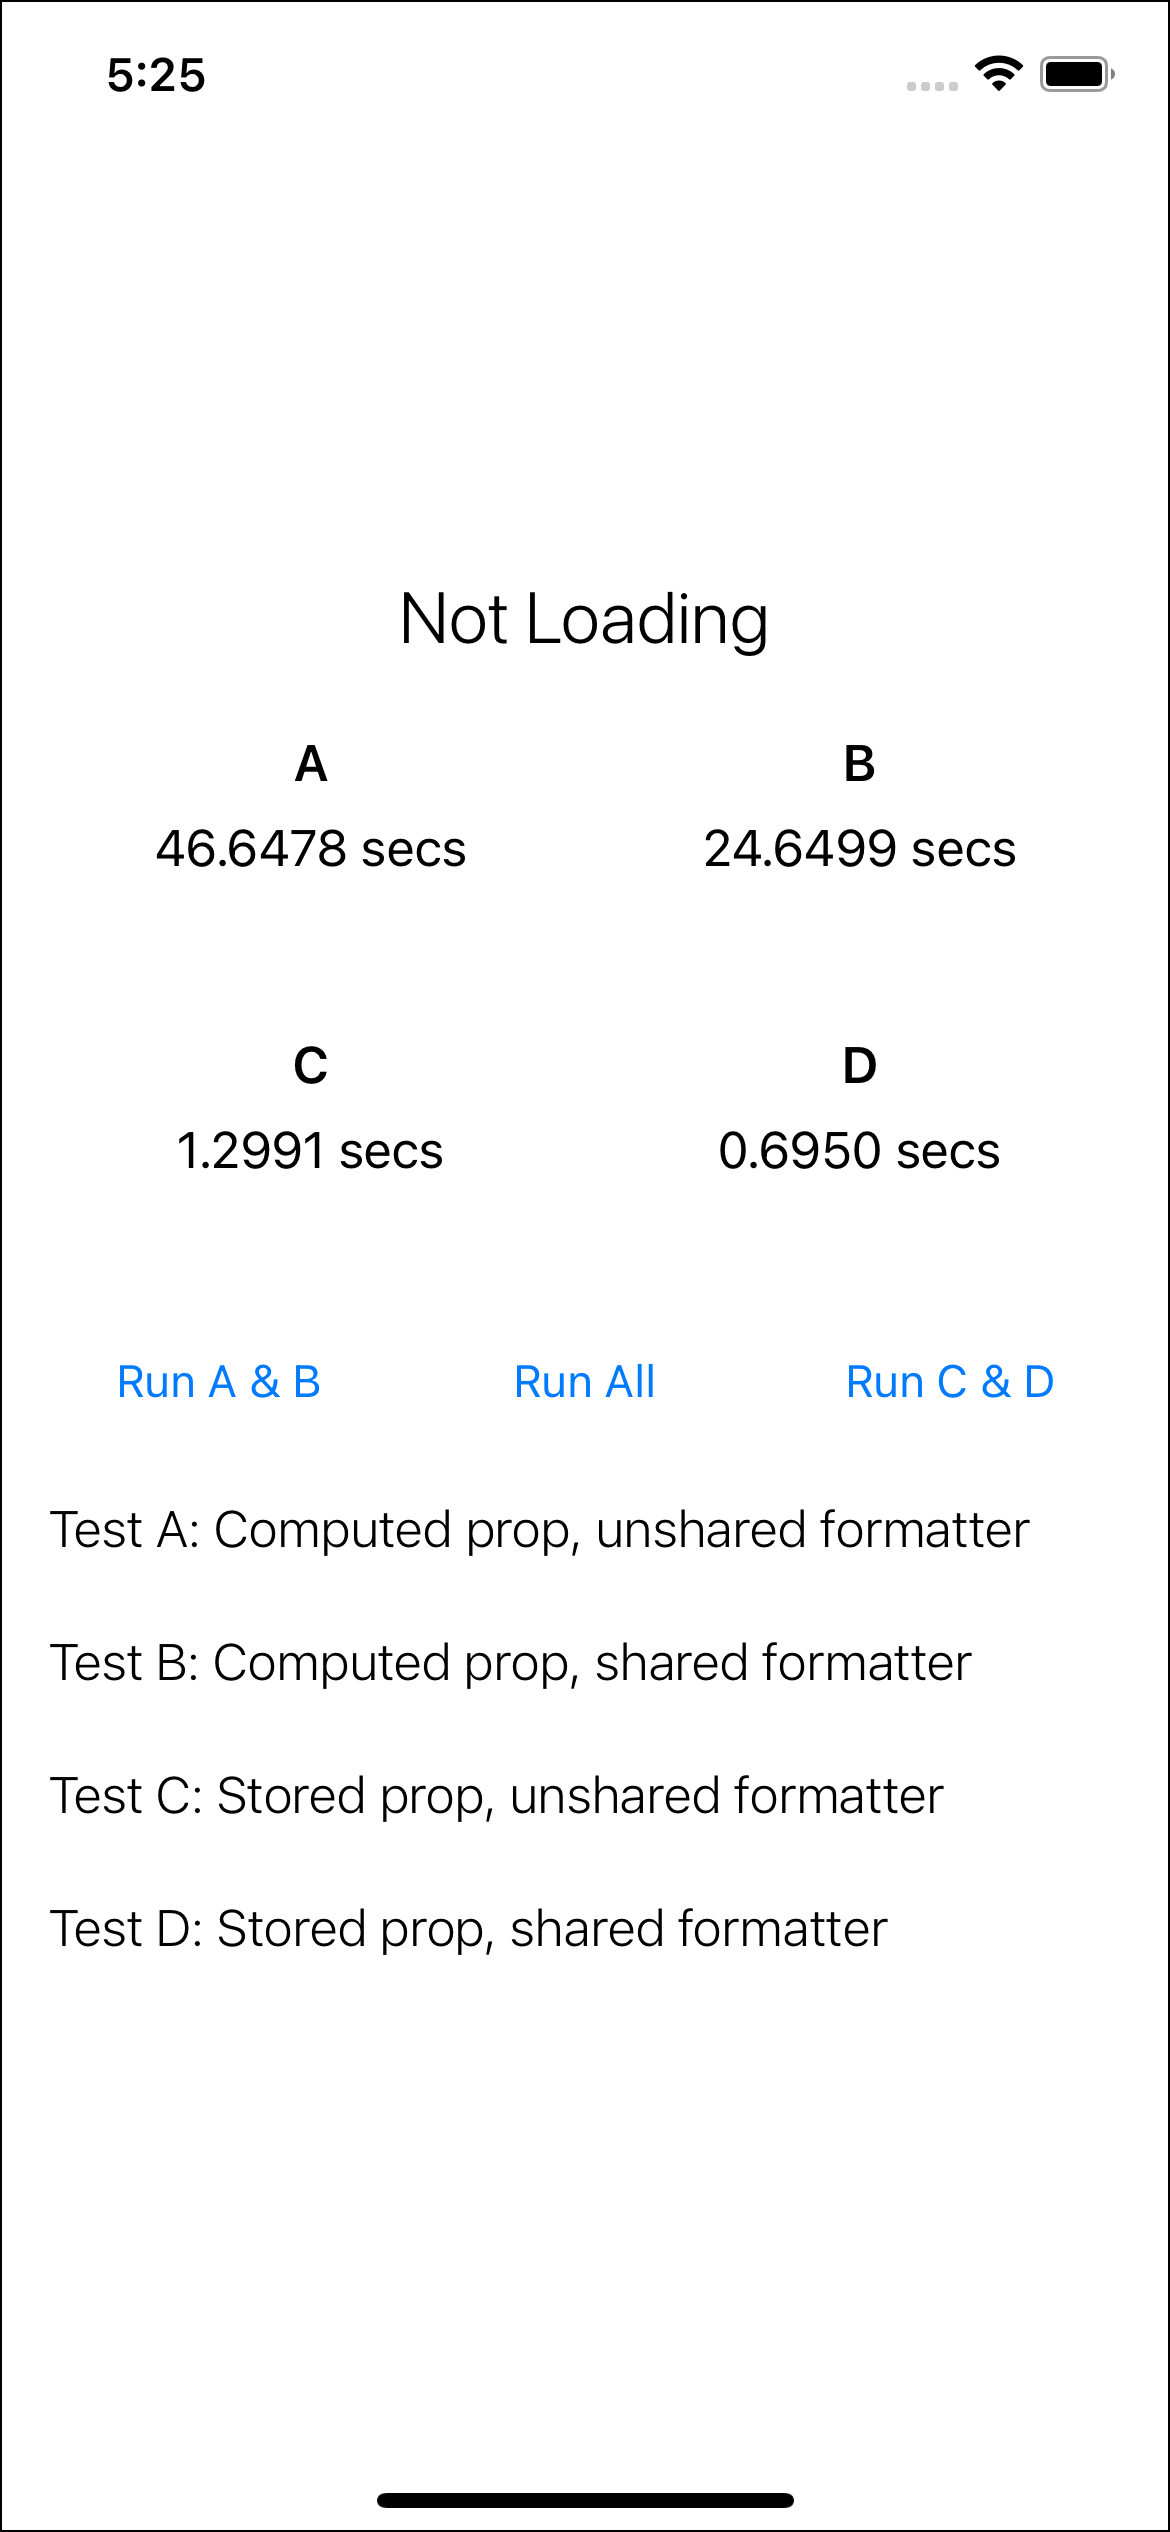 5:25
Not Loading
A B
46.6478 secs 24.6499 secs
C D
1.2991 secs 0.6950 secs
Run A & B Run All Run C & D
Test A: Computed prop, unshared formatter
Test B: Computed prop, shared formatter
Test C: Stored prop, unshared formatter
Test D: Stored prop, shared formatter